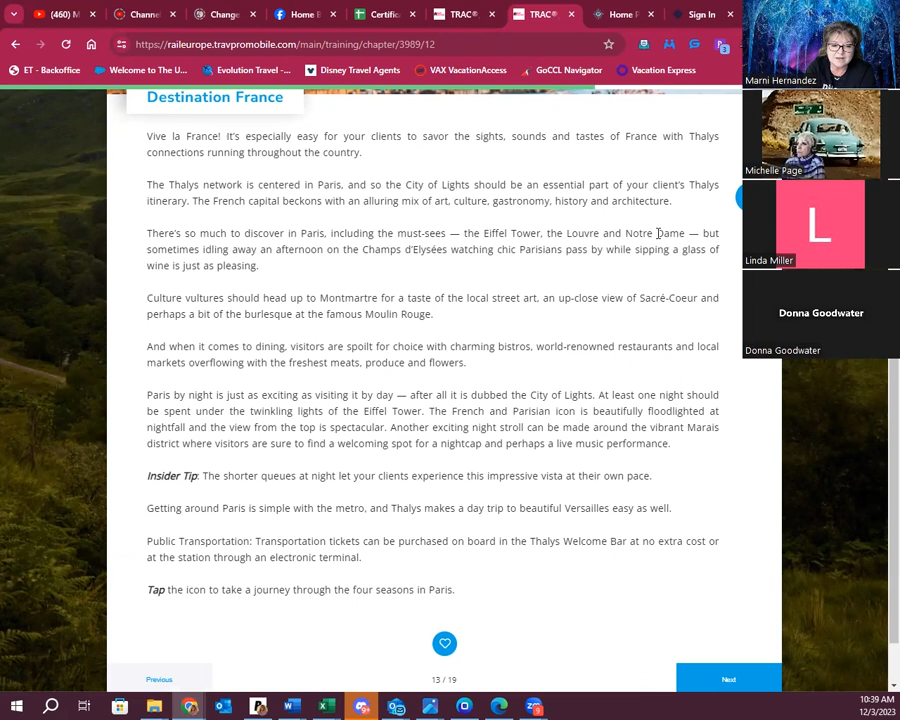 (460) M
Channel
Change
Home B
Certifica
TRAC®
TRAC®
Home P
Sign In
https://raileurope.travpromobile.com/main/training/chapter/3989/12
3
ET - Backoffice
Welcome to The U...
Evolution Travel -...
Disney Travel Agents
VAX VacationAccess
GoCCL Navigator
Vacation Express
Destination France
Vive la France! It's especially easy for your clients to savor the sights, sounds and tastes of France with Thalys
connections running throughout the country.
The Thalys network is centered in Paris, and so the City of Lights should be an essential part of your client's Thalys
itinerary. The French capital beckons with an alluring mix of art, culture, gastronomy, history and architecture.
There's so much to discover in Paris, including the must-sees — the Eiffel Tower, the Louvre and Notre Dame — but
sometimes idling away an afternoon on the Champs d'Elysées watching chic Parisians pass by while sipping a glass of
wine is just as pleasing.
Culture vultures should head up to Montmartre for a taste of the local street art, an up-close view of Sacré-Coeur and
perhaps a bit of the burlesque at the famous Moulin Rouge.
And when it comes to dining, visitors are spoilt for choice with charming bistros, world-renowned restaurants and local
markets overflowing with the freshest meats, produce and flowers.
Paris by night is just as exciting as visiting it by day — after all it is dubbed the City of Lights. At least one night should
be spent under the twinkling lights of the Eiffel Tower. The French and Parisian icon is beautifully floodlighted at
nightfall and the view from the top is spectacular. Another exciting night stroll can be made around the vibrant Marais
district where visitors are sure to find a welcoming spot for a nightcap and perhaps a live music performance.
Insider Tip: The shorter queues at night let your clients experience this impressive vista at their own pace.
Getting around Paris is simple with the metro, and Thalys makes a day trip to beautiful Versailles easy as well.
Public Transportation: Transportation tickets can be purchased on board in the Thalys Welcome Bar at no extra cost or
at the station through an electronic terminal.
Tap the icon to take a journey through the four seasons in Paris.
Previous
13 / 19
Next
Marni Hernandez
Michelle Page
L
Linda Miller
Donna Goodwater
Donna Goodwater
10:39 AM
12/3/2023